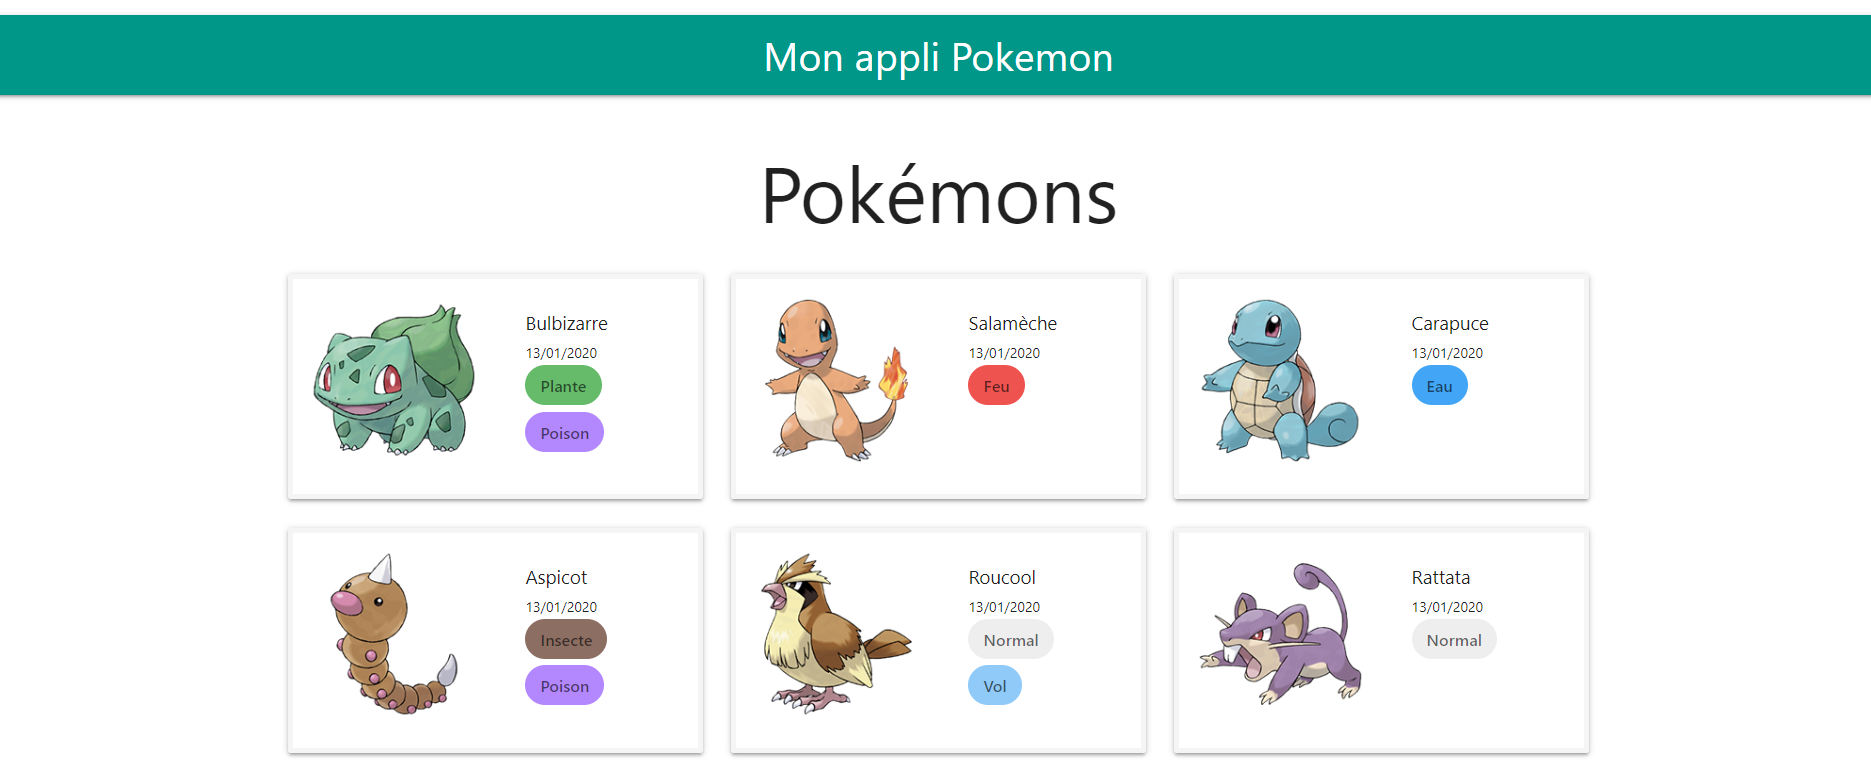 Mon appli Pokemon
Pokémons
Bulbizarre
13/01/2020
Plante
Poison
Salamèche
13/01/2020
Feu
Carapuce
13/01/2020
Eau
Aspicot
13/01/2020
Insecte
Poison
Roucool
13/01/2020
Normal
Vol
Rattata
13/01/2020
Normal